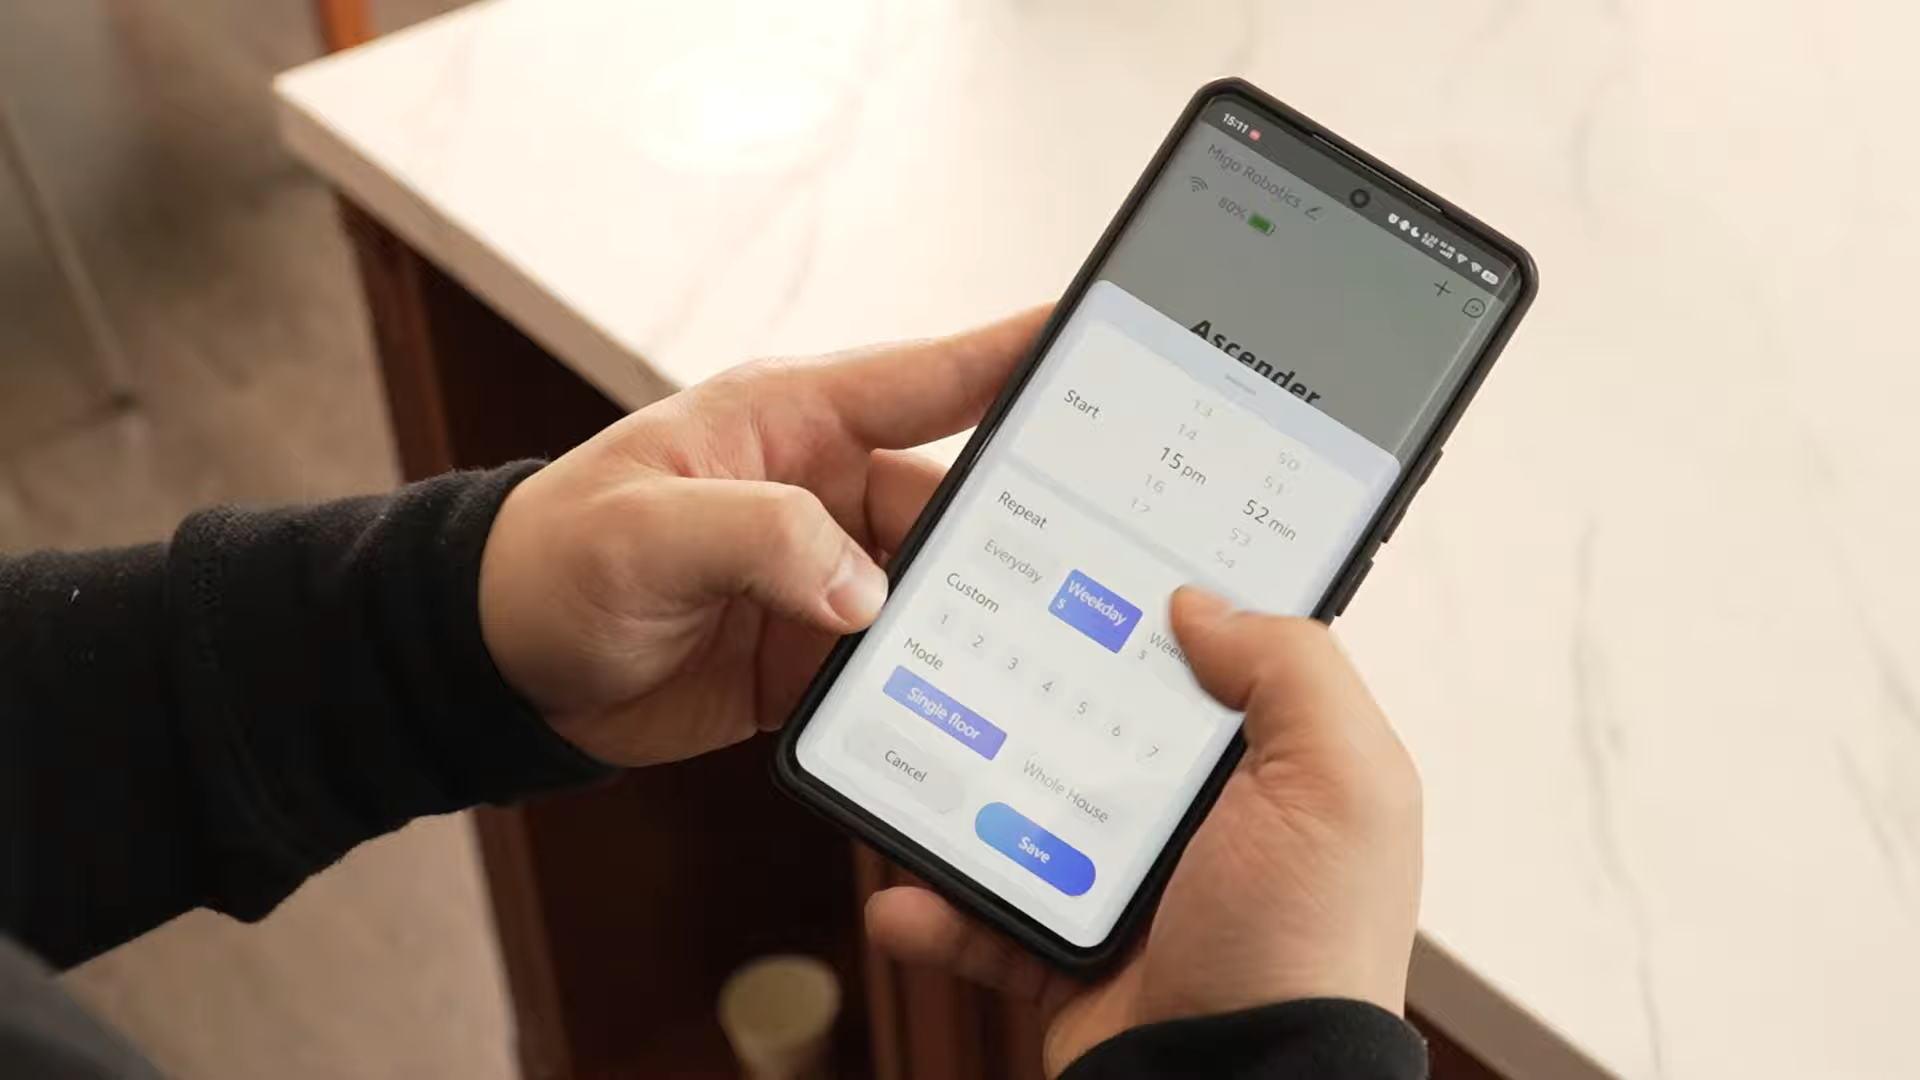 15:11
Migo Robotics
80%
Ascender
Start
13
14
15 pm
16
17
50
51
52 min
53
54
Repeat
Everyday
Weekday
s
s
Custom
1 2 3 4 5 6 7
Mode
Single floor
Whole House
Cancel
Save